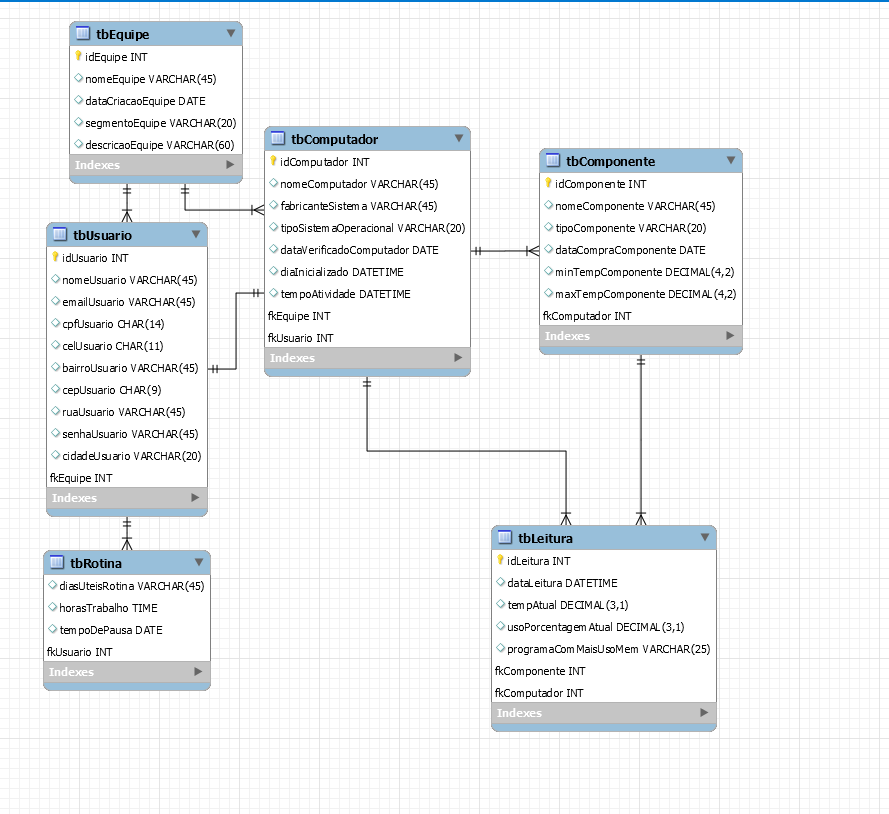 tbEquipe
idEquipe INT
nomeEquipe VARCHAR(45)
dataCriacaoEquipe DATE
segmentoEquipe VARCHAR(20)
descricaoEquipe VARCHAR(60)
Indexes
tbComputador
idComputador INT
nomeComputador VARCHAR(45)
fabricanteSistema VARCHAR(45)
tipoSistemaOperacional VARCHAR(20)
dataVerificadoComputador DATE
diaInicializado DATETIME
tempoAtividade DATETIME
fkEquipe INT
fkUsuario INT
Indexes
tbComponente
idComponente INT
nomeComponente VARCHAR(45)
tipoComponente VARCHAR(20)
dataCompraComponente DATE
minTempComponente DECIMAL(4,2)
maxTempComponente DECIMAL(4,2)
fkComputador INT
Indexes
tbUsuario
idUsuario INT
nomeUsuario VARCHAR(45)
emailUsuario VARCHAR(45)
cpfUsuario CHAR(14)
celUsuario CHAR(11)
bairroUsuario VARCHAR(45)
cepUsuario CHAR(9)
ruaUsuario VARCHAR(45)
senhaUsuario VARCHAR(45)
cidadeUsuario VARCHAR(20)
fkEquipe INT
Indexes
tbRotina
diasUteisRotina VARCHAR(45)
horasTrabalho TIME
tempoDePausa DATE
fkUsuario INT
Indexes
tbLeitura
idLeitura INT
dataLeitura DATETIME
tempAtual DECIMAL(3,1)
usoPorcentagemAtual DECIMAL(3,1)
programaComMaisUsoMem VARCHAR(25)
fkComponente INT
fkComputador INT
Indexes